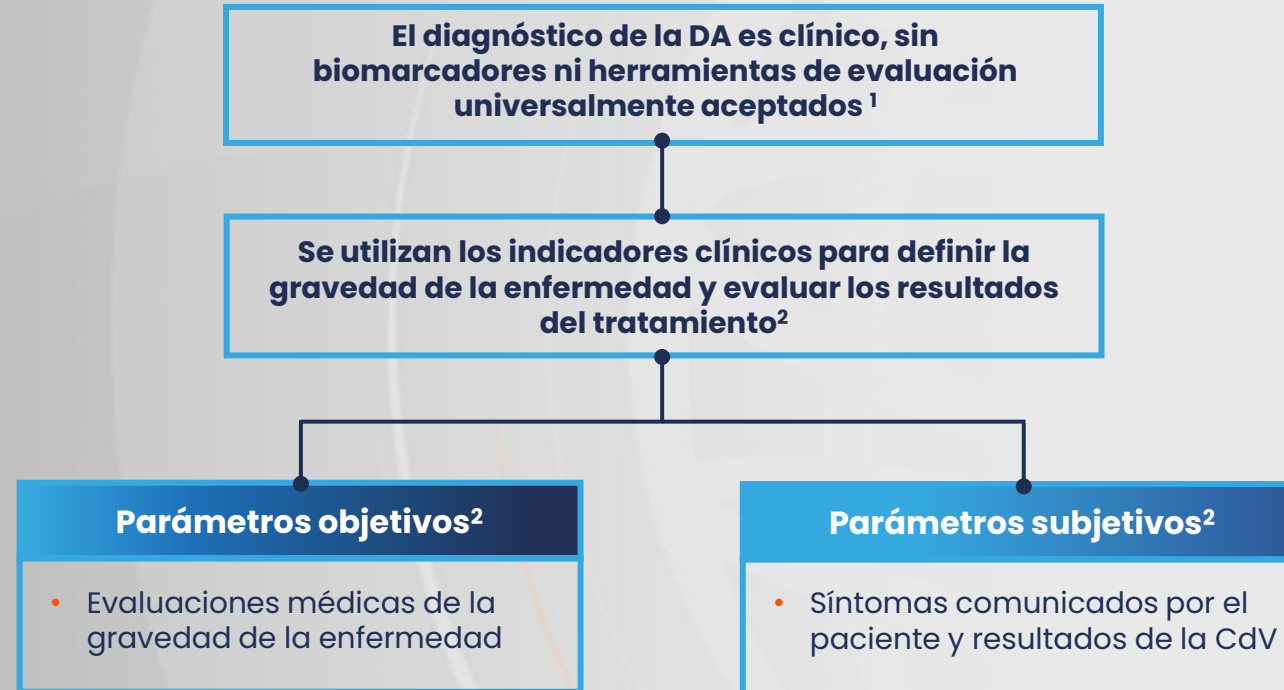 El diagnóstico de la DA es clínico, sin
biomarcadores ni herramientas de evaluación
universalmente aceptados ¹
Se utilizan los indicadores clínicos para definir la
gravedad de la enfermedad y evaluar los resultados
del tratamiento²
Parámetros objetivos²
• Evaluaciones médicas de la
gravedad de la enfermedad
Parámetros subjetivos²
• Síntomas comunicados por el
paciente y resultados de la CdV